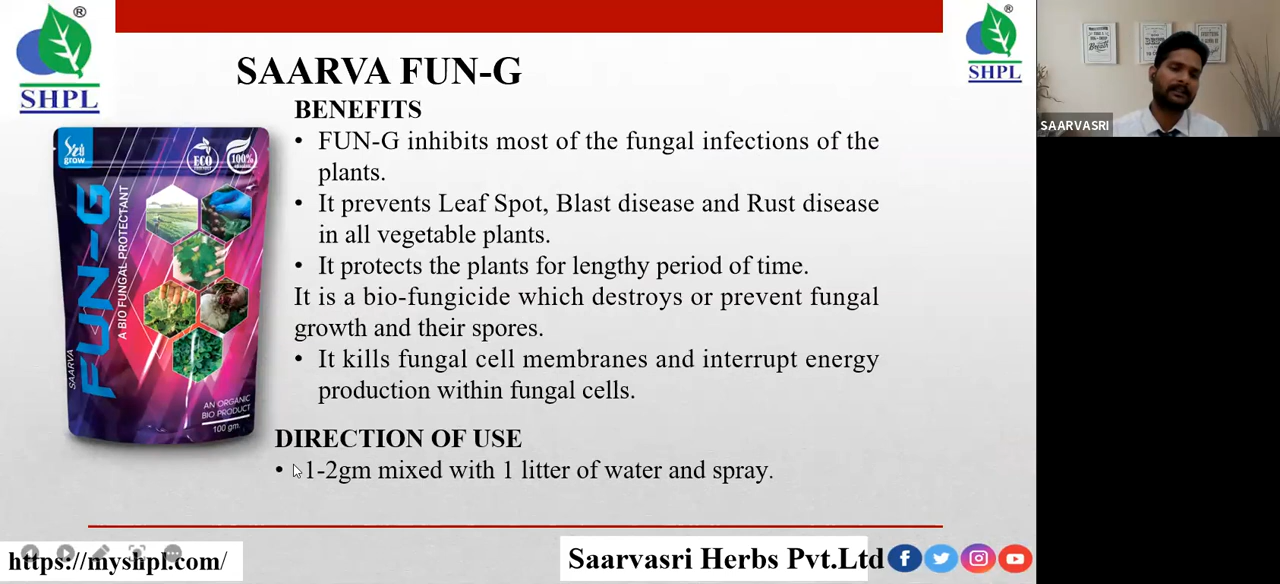 SHPL
®
SAARVA FUN-G
BENEFITS
• FUN-G inhibits most of the fungal infections of the
plants.
• It prevents Leaf Spot, Blast disease and Rust disease
in all vegetable plants.
• It protects the plants for lengthy period of time.
It is a bio-fungicide which destroys or prevent fungal
growth and their spores.
• It kills fungal cell membranes and interrupt energy
production within fungal cells.
DIRECTION OF USE
• 1-2gm mixed with 1 litter of water and spray.
grow
ECO
100%
SAARVA
FUN-G
A BIO FUNGAL PROTECTANT
AN ORGANIC
BIO PRODUCT
100 gm.
https://myshpl.com/
Saarvasri Herbs Pvt.Ltd
®
SHPL
SAARVASRI